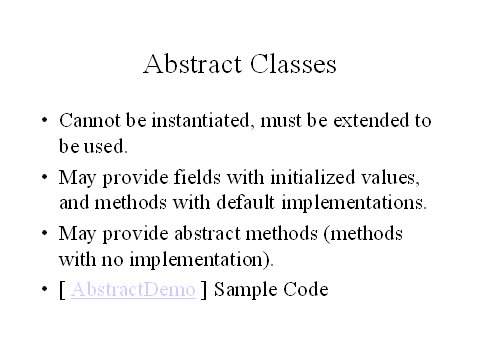 Abstract Classes
• Cannot be instantiated, must be extended to
be used.
• May provide fields with initialized values,
and methods with default implementations.
• May provide abstract methods (methods
with no implementation).
• [ AbstractDemo ] Sample Code